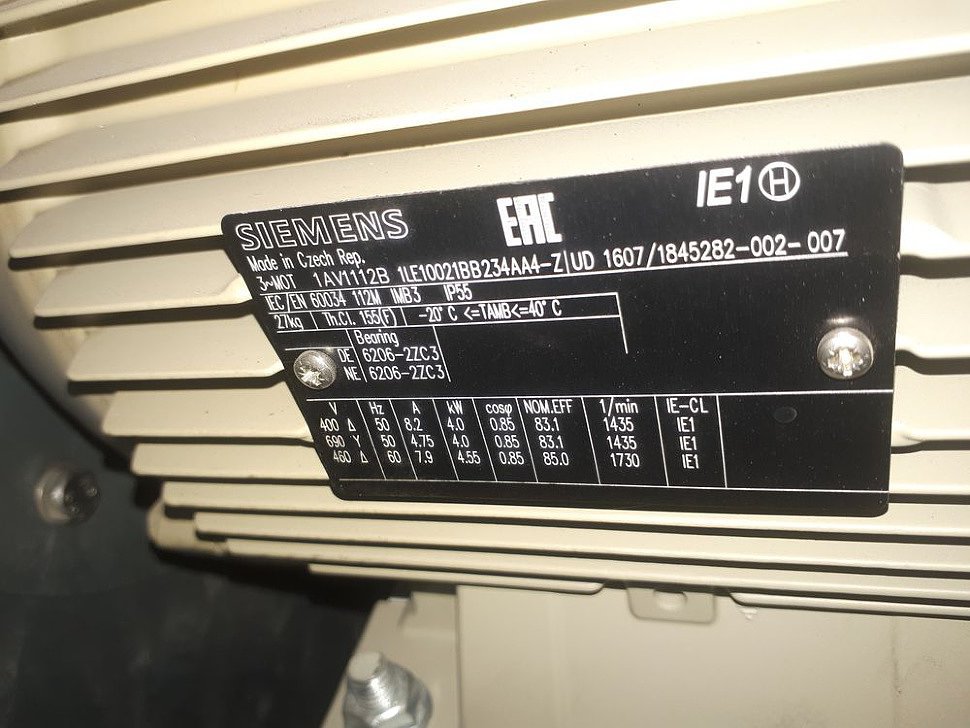 SIEMENS EAC IE1 H
Made in Czech Rep.
3~MOT 1AV1112B 1LE10021BB234AA4-Z UD 1607/1845282-002-007
IEC/EN 60034 112M IMB3 IP55
27kg Th.Cl. 155(F) -20° C <=TAMB<=40° C
Bearing
DE 6206-2ZC3
NE 6206-2ZC3
V Hz A kW cosφ NOM.EFF 1/min IE-CL
400 Δ 50 8.2 4.0 0.85 83.1 1435 IE1
690 Y 50 4.75 4.0 0.85 83.1 1435 IE1
460 Δ 60 7.9 4.55 0.85 85.0 1730 IE1